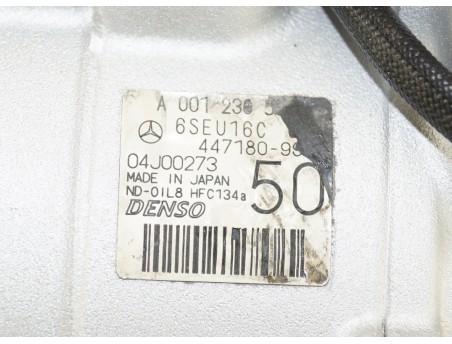 A 001 230
6SEU16C
447180-9
04J00273
MADE IN JAPAN
50
ND-OIL8 HFC134a
DENSO